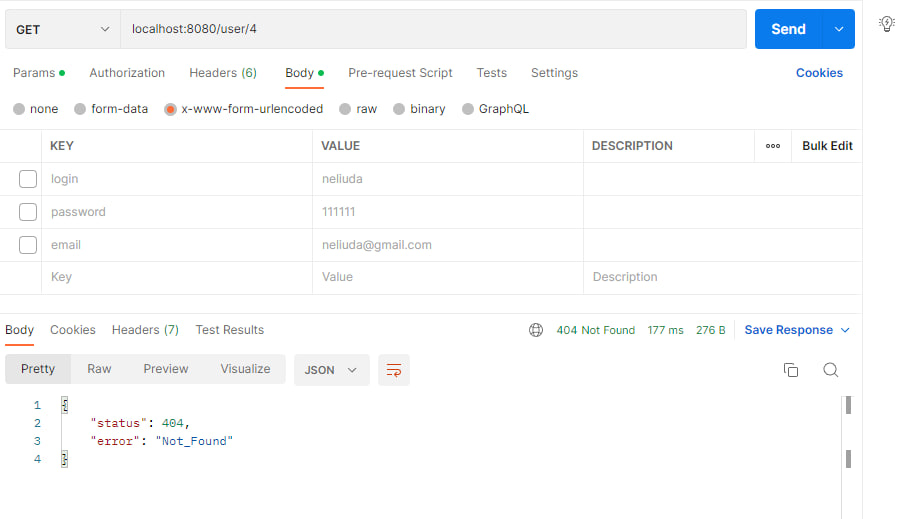 GET localhost:8080/user/4 Send
Params Authorization Headers (6) Body Pre-request Script Tests Settings Cookies
none form-data x-www-form-urlencoded raw binary GraphQL
KEY VALUE DESCRIPTION ooo Bulk Edit
login neliuda
password 111111
email neliuda@gmail.com
Key Value Description
Body Cookies Headers (7) Test Results 404 Not Found 177 ms 276 B Save Response
Pretty Raw Preview Visualize JSON
1 {
2 "status": 404,
3 "error": "Not_Found"
4 }